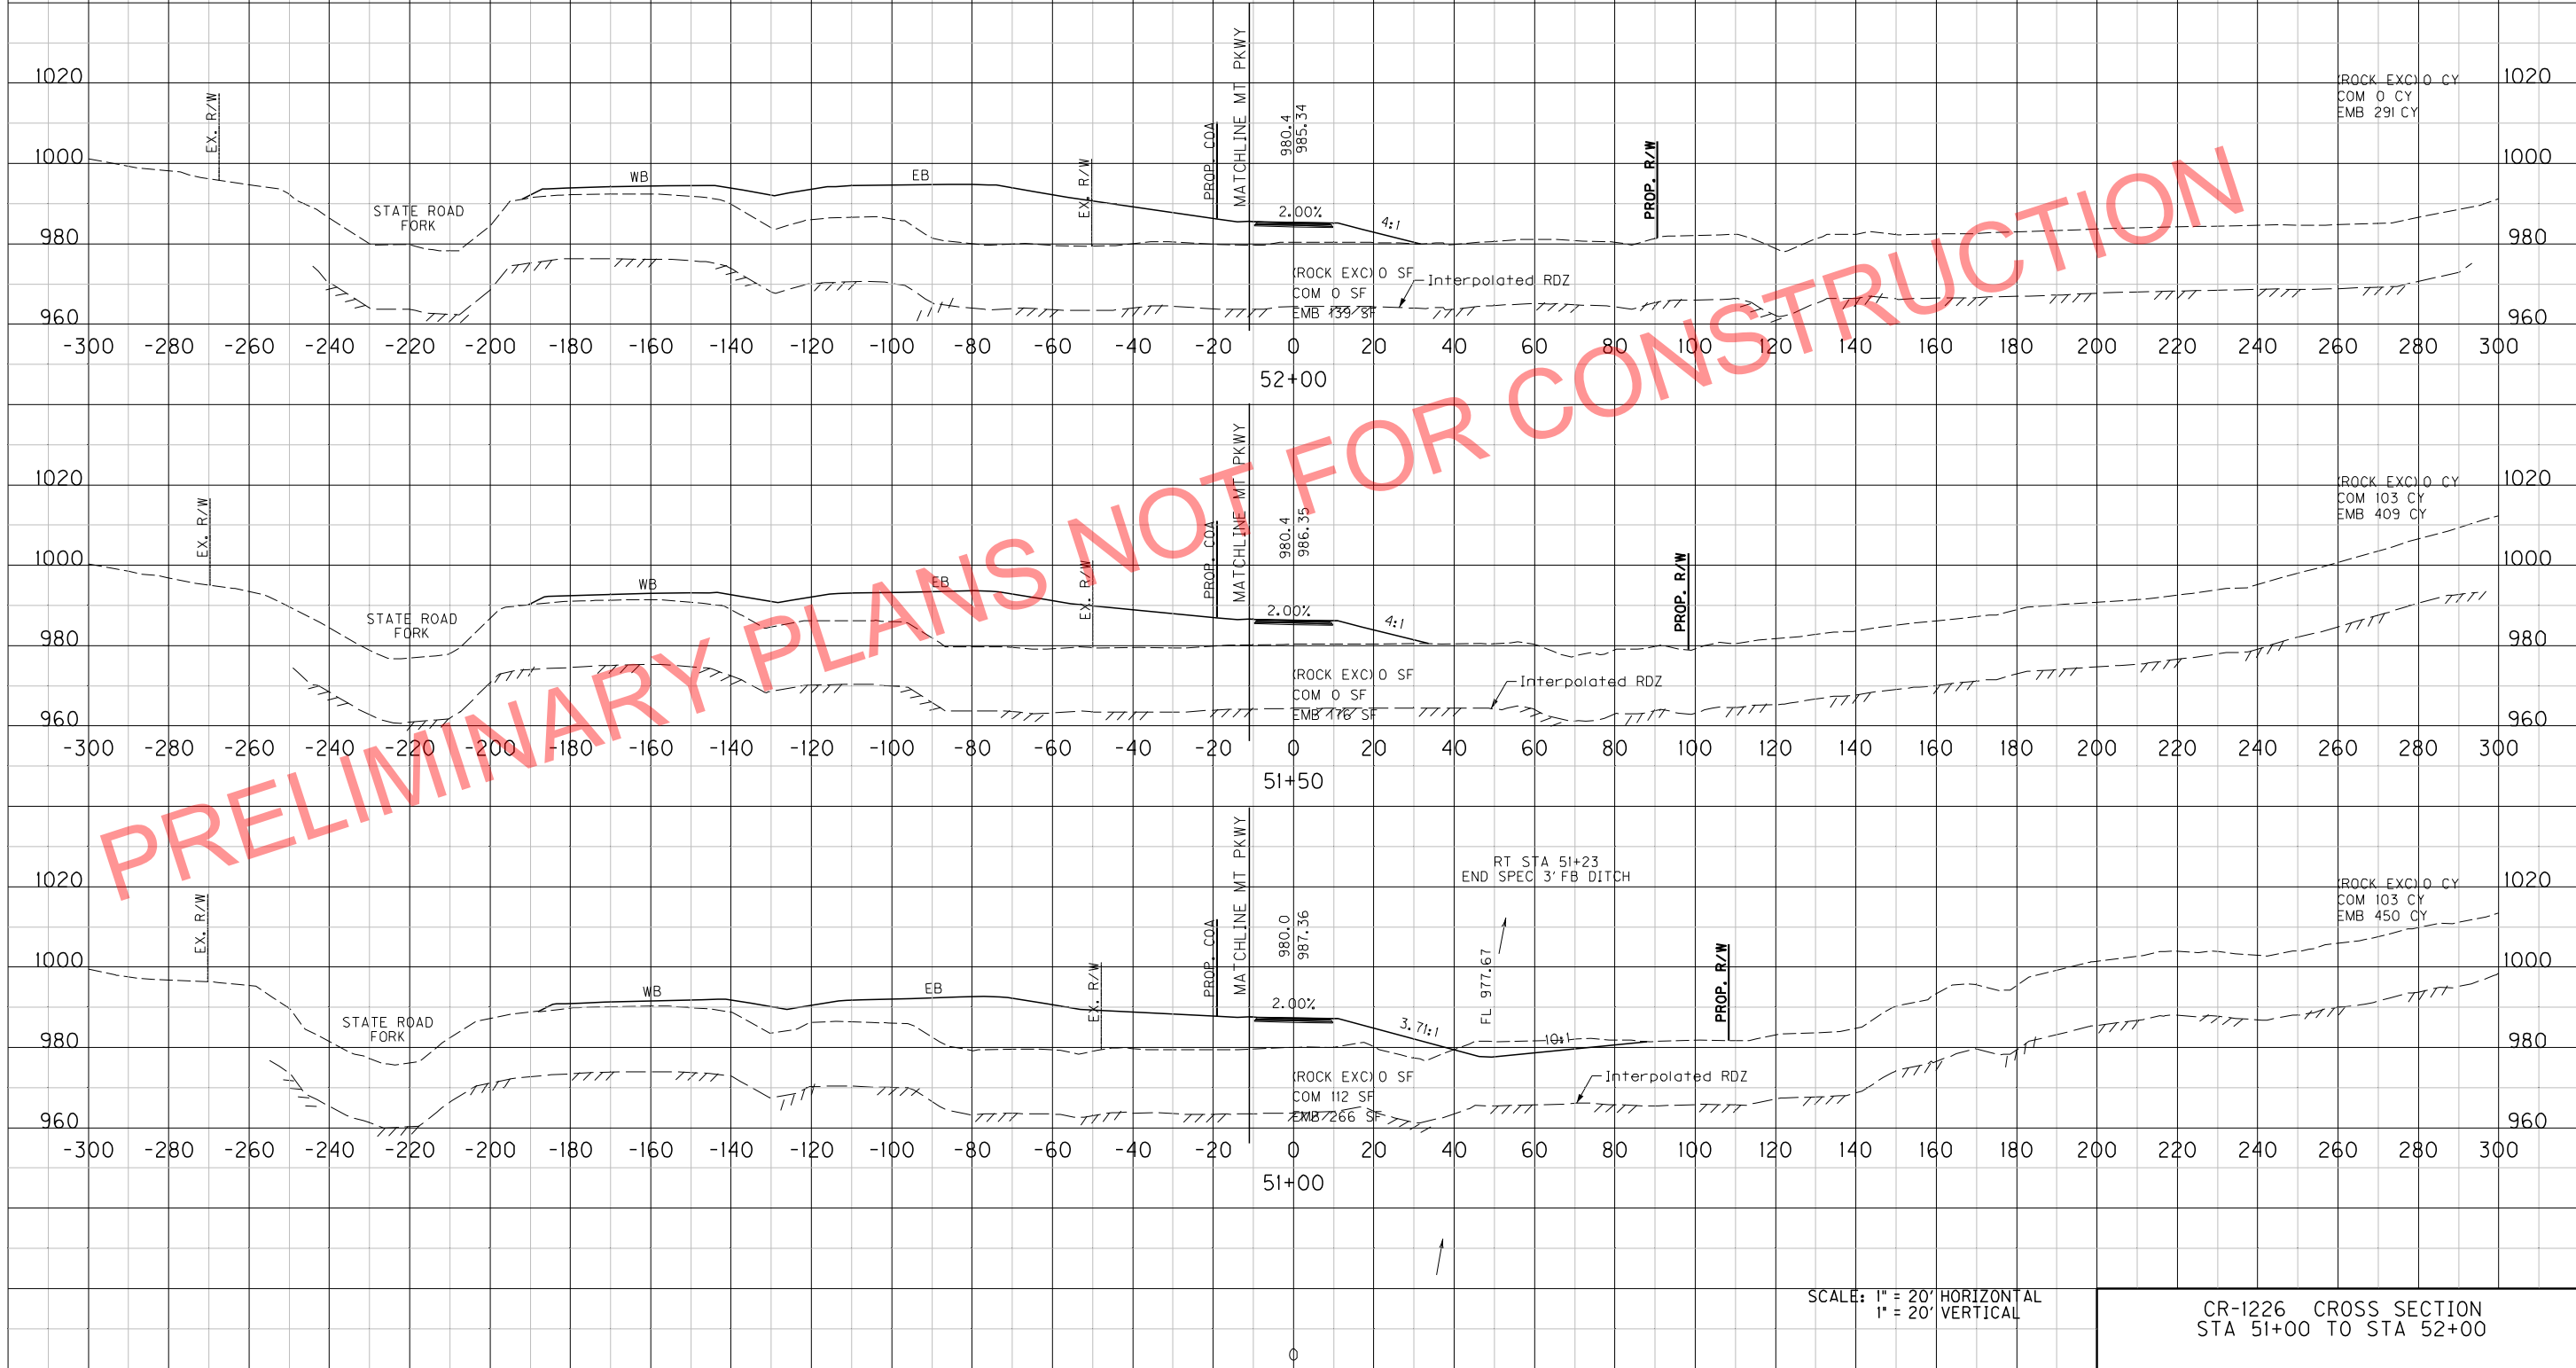 MATCHLINE MT PKWY
1020
EX. R/W
PROP. COA
980.4
985.34
PROP. R/W
(ROCK EXC) 0 CY
COM 0 CY
EMB 291 CY
1020
1000
WB
EB
EX. R/W
1000
STATE ROAD
FORK
2.00%
4:1
980
980
(ROCK EXC) 0 SF
COM 0 SF
EMB 139 SF
Interpolated RDZ
960
960
-300 -280 -260 -240 -220 -200 -180 -160 -140 -120 -100 -80 -60 -40 -20 0 20 40 60 80 100 120 140 160 180 200 220 240 260 280 300
52+00
MATCHLINE MT PKWY
1020
EX. R/W
PROP. COA
980.4
986.35
PROP. R/W
(ROCK EXC) 0 CY
COM 103 CY
EMB 409 CY
1020
1000
WB
EB
EX. R/W
1000
STATE ROAD
FORK
2.00%
4:1
980
980
(ROCK EXC) 0 SF
COM 0 SF
EMB 176 SF
Interpolated RDZ
960
960
-300 -280 -260 -240 -220 -200 -180 -160 -140 -120 -100 -80 -60 -40 -20 0 20 40 60 80 100 120 140 160 180 200 220 240 260 280 300
51+50
PRELIMINARY PLANS NOT FOR CONSTRUCTION
MATCHLINE MT PKWY
RT STA 51+23
END SPEC 3' FB DITCH
1020
EX. R/W
PROP. COA
980.0
987.36
FL 977.67
PROP. R/W
(ROCK EXC) 0 CY
COM 103 CY
EMB 450 CY
1020
1000
WB
EB
EX. R/W
1000
STATE ROAD
FORK
2.00%
3.71:1
10:1
980
980
(ROCK EXC) 0 SF
COM 112 SF
EMB 266 SF
Interpolated RDZ
960
960
-300 -280 -260 -240 -220 -200 -180 -160 -140 -120 -100 -80 -60 -40 -20 0 20 40 60 80 100 120 140 160 180 200 220 240 260 280 300
51+00
SCALE: 1" = 20' HORIZONTAL
1" = 20' VERTICAL
CR-1226 CROSS SECTION
STA 51+00 TO STA 52+00
0